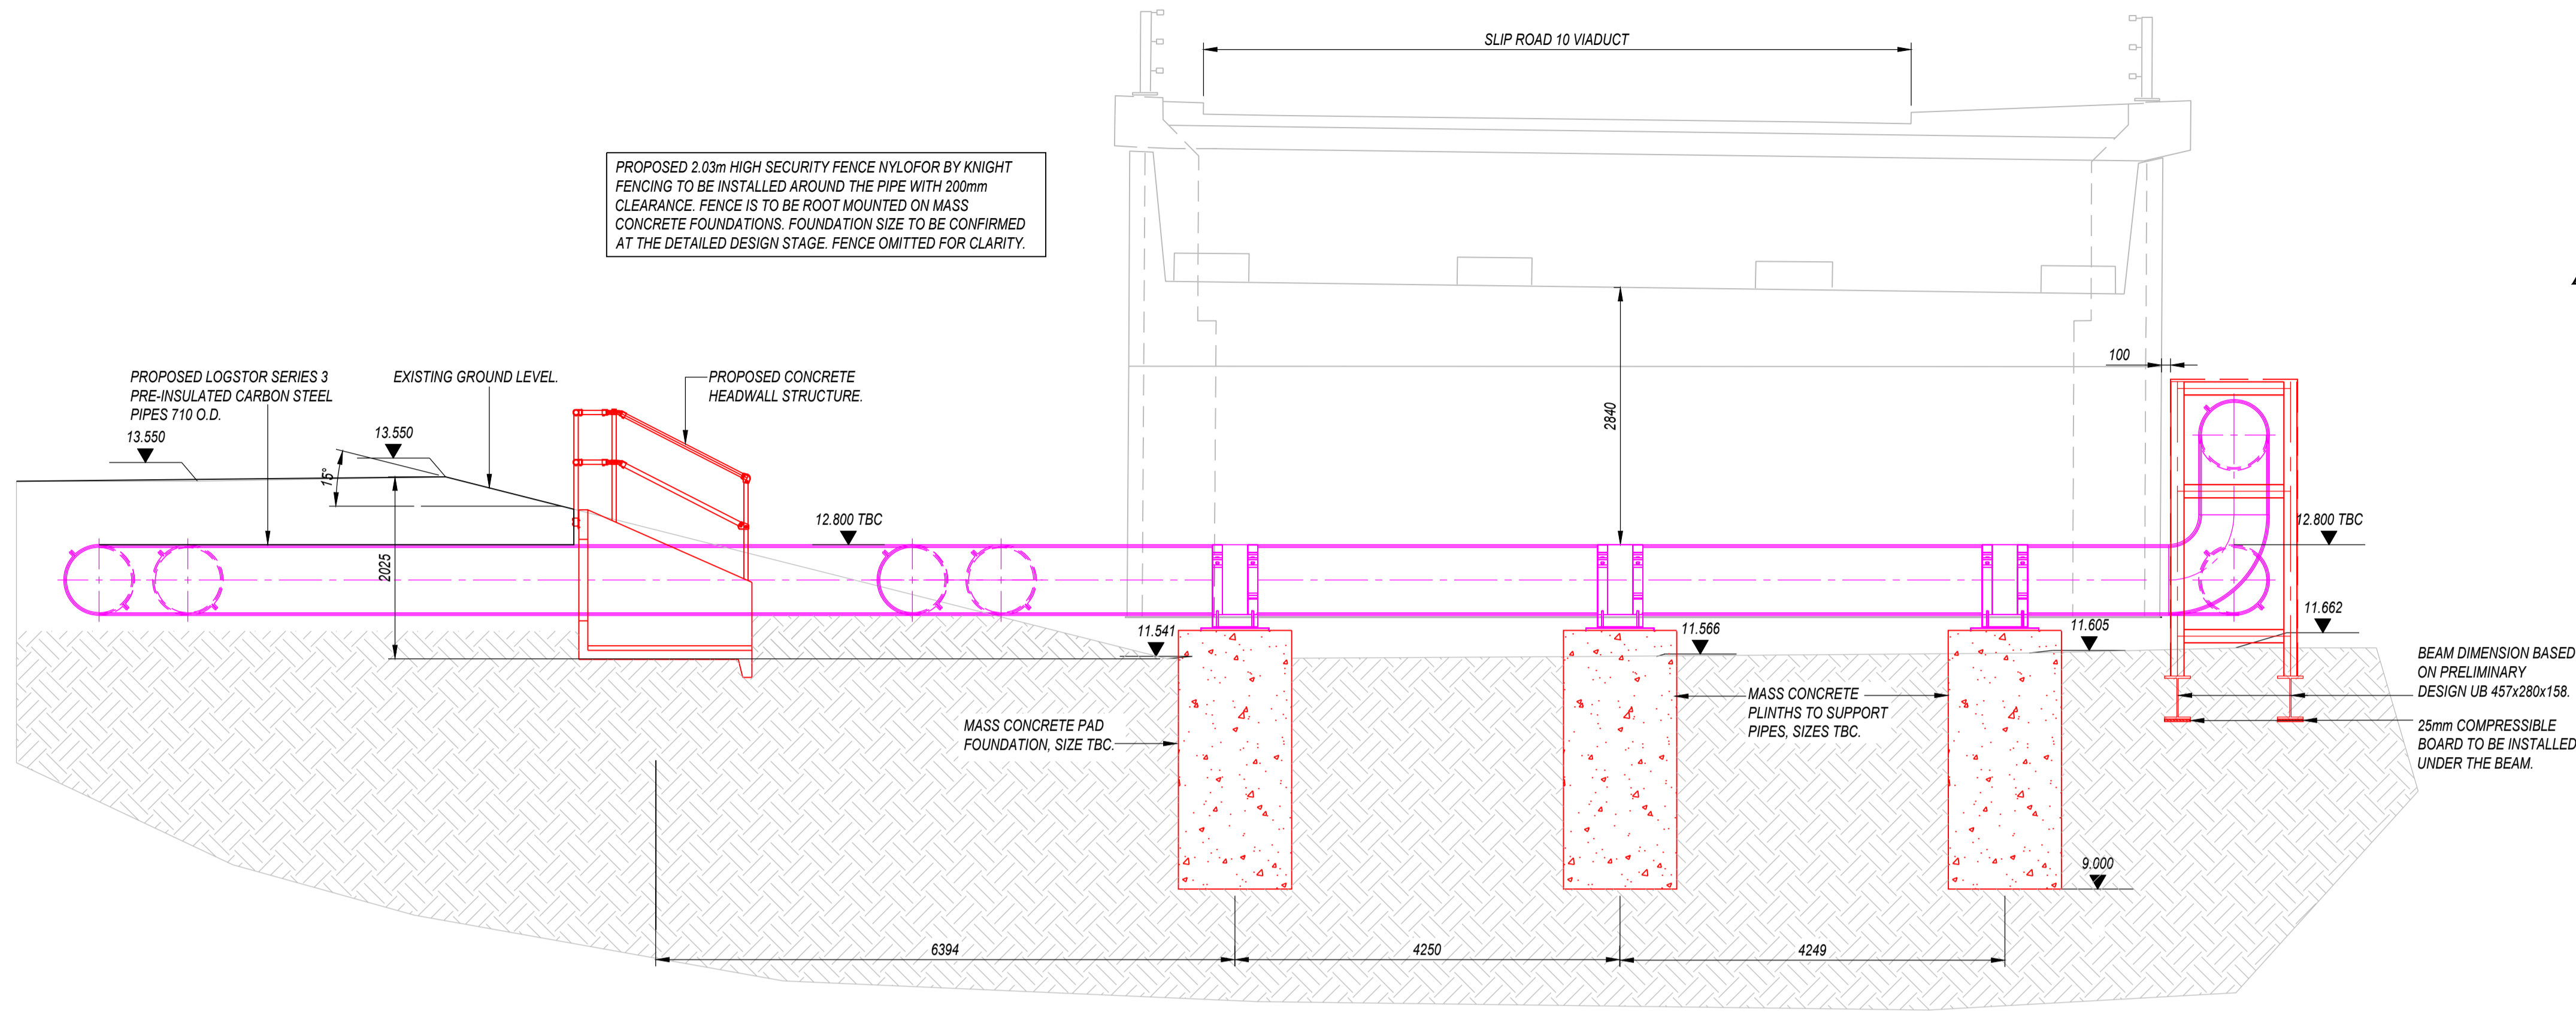 SLIP ROAD 10 VIADUCT
PROPOSED 2.03m HIGH SECURITY FENCE NYLOFOR BY KNIGHT
FENCING TO BE INSTALLED AROUND THE PIPE WITH 200mm
CLEARANCE. FENCE IS TO BE ROOT MOUNTED ON MASS
CONCRETE FOUNDATIONS. FOUNDATION SIZE TO BE CONFIRMED
AT THE DETAILED DESIGN STAGE. FENCE OMITTED FOR CLARITY.
PROPOSED LOGSTOR SERIES 3
PRE-INSULATED CARBON STEEL
PIPES 710 O.D.
13.550
EXISTING GROUND LEVEL.
13.550
15°
PROPOSED CONCRETE
HEADWALL STRUCTURE.
2025
12.800 TBC
2840
100
12.800 TBC
11.541
11.566
11.605
11.662
MASS CONCRETE PAD
FOUNDATION, SIZE TBC.
MASS CONCRETE
PLINTHS TO SUPPORT
PIPES, SIZES TBC.
BEAM DIMENSION BASED
ON PRELIMINARY
DESIGN UB 457x280x158.
25mm COMPRESSIBLE
BOARD TO BE INSTALLED
UNDER THE BEAM.
9.000
6394
4250
4249